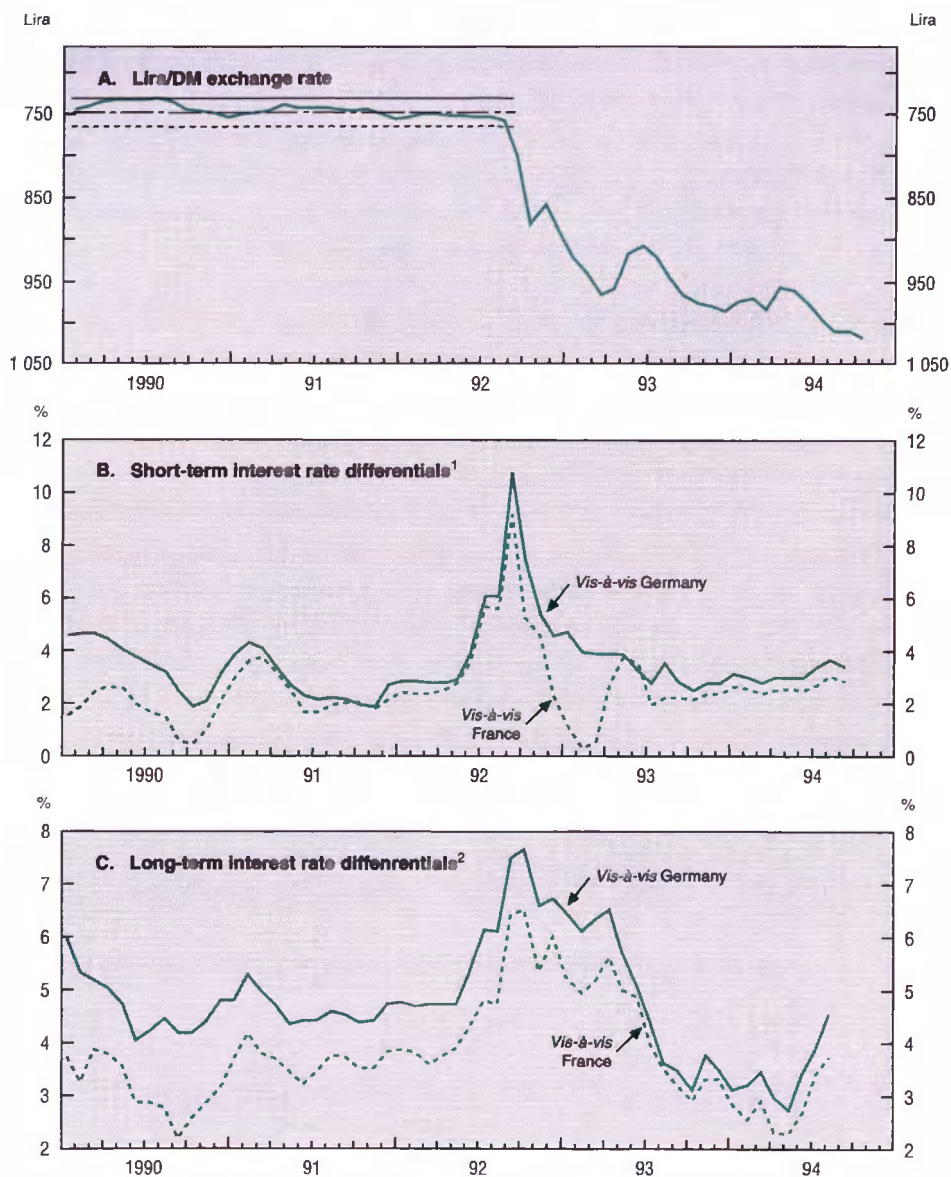 Lira Lira
A. Lira/DM exchange rate
750 750
850 850
950 950
1 050 1 050
1990 91 92 93 94
% %
12 12
B. Short-term interest rate differentials¹
10 10
8 8
Vis-à-vis Germany
6 6
4 4
2 2
Vis-à-vis
France
0 0
1990 91 92 93 94
% %
8 8
C. Long-term interest rate diffenrentials²
7 7
Vis-à-vis Germany
6 6
5 5
4 4
Vis-à-vis
France
3 3
2 2
1990 91 92 93 94